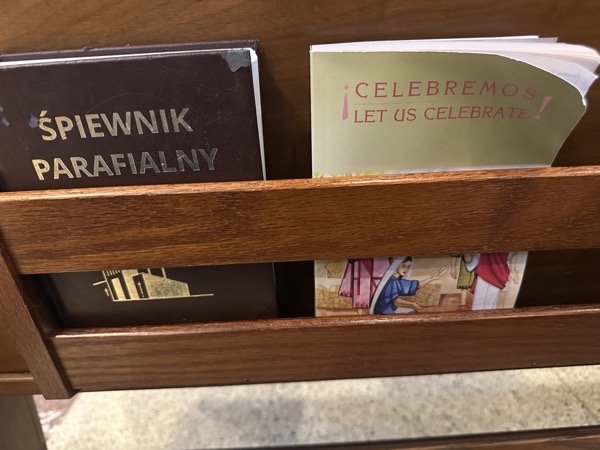 ŚPIEWNIK
PARAFIALNY
¡CELEBREMOS
LET US CELEBRATE!